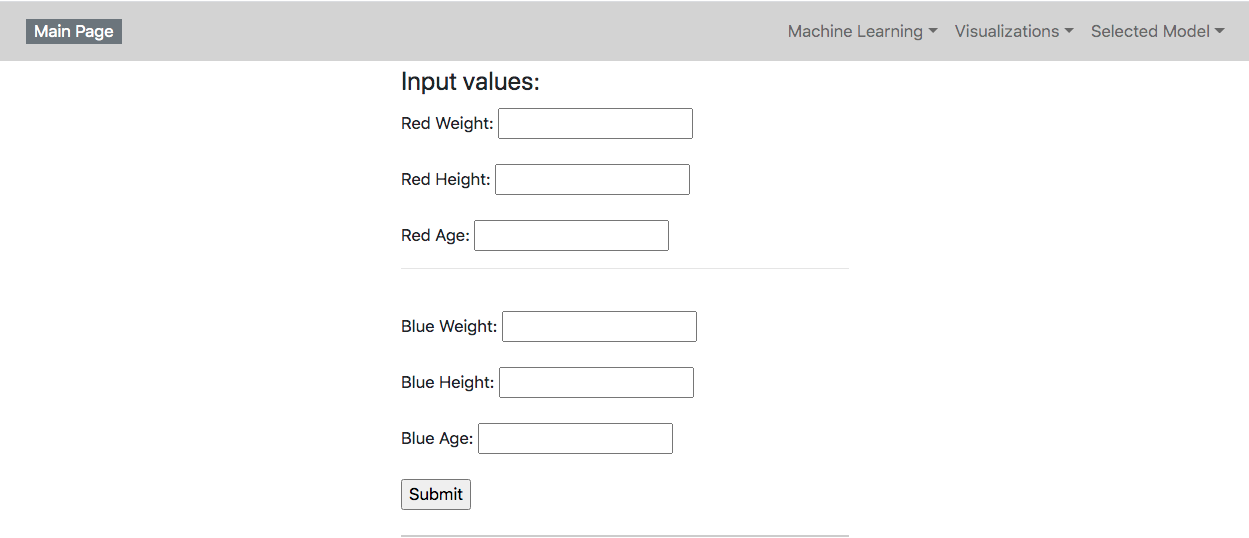 Main Page Machine Learning Visualizations Selected Model
Input values:
Red Weight:
Red Height:
Red Age:
Blue Weight:
Blue Height:
Blue Age:
Submit